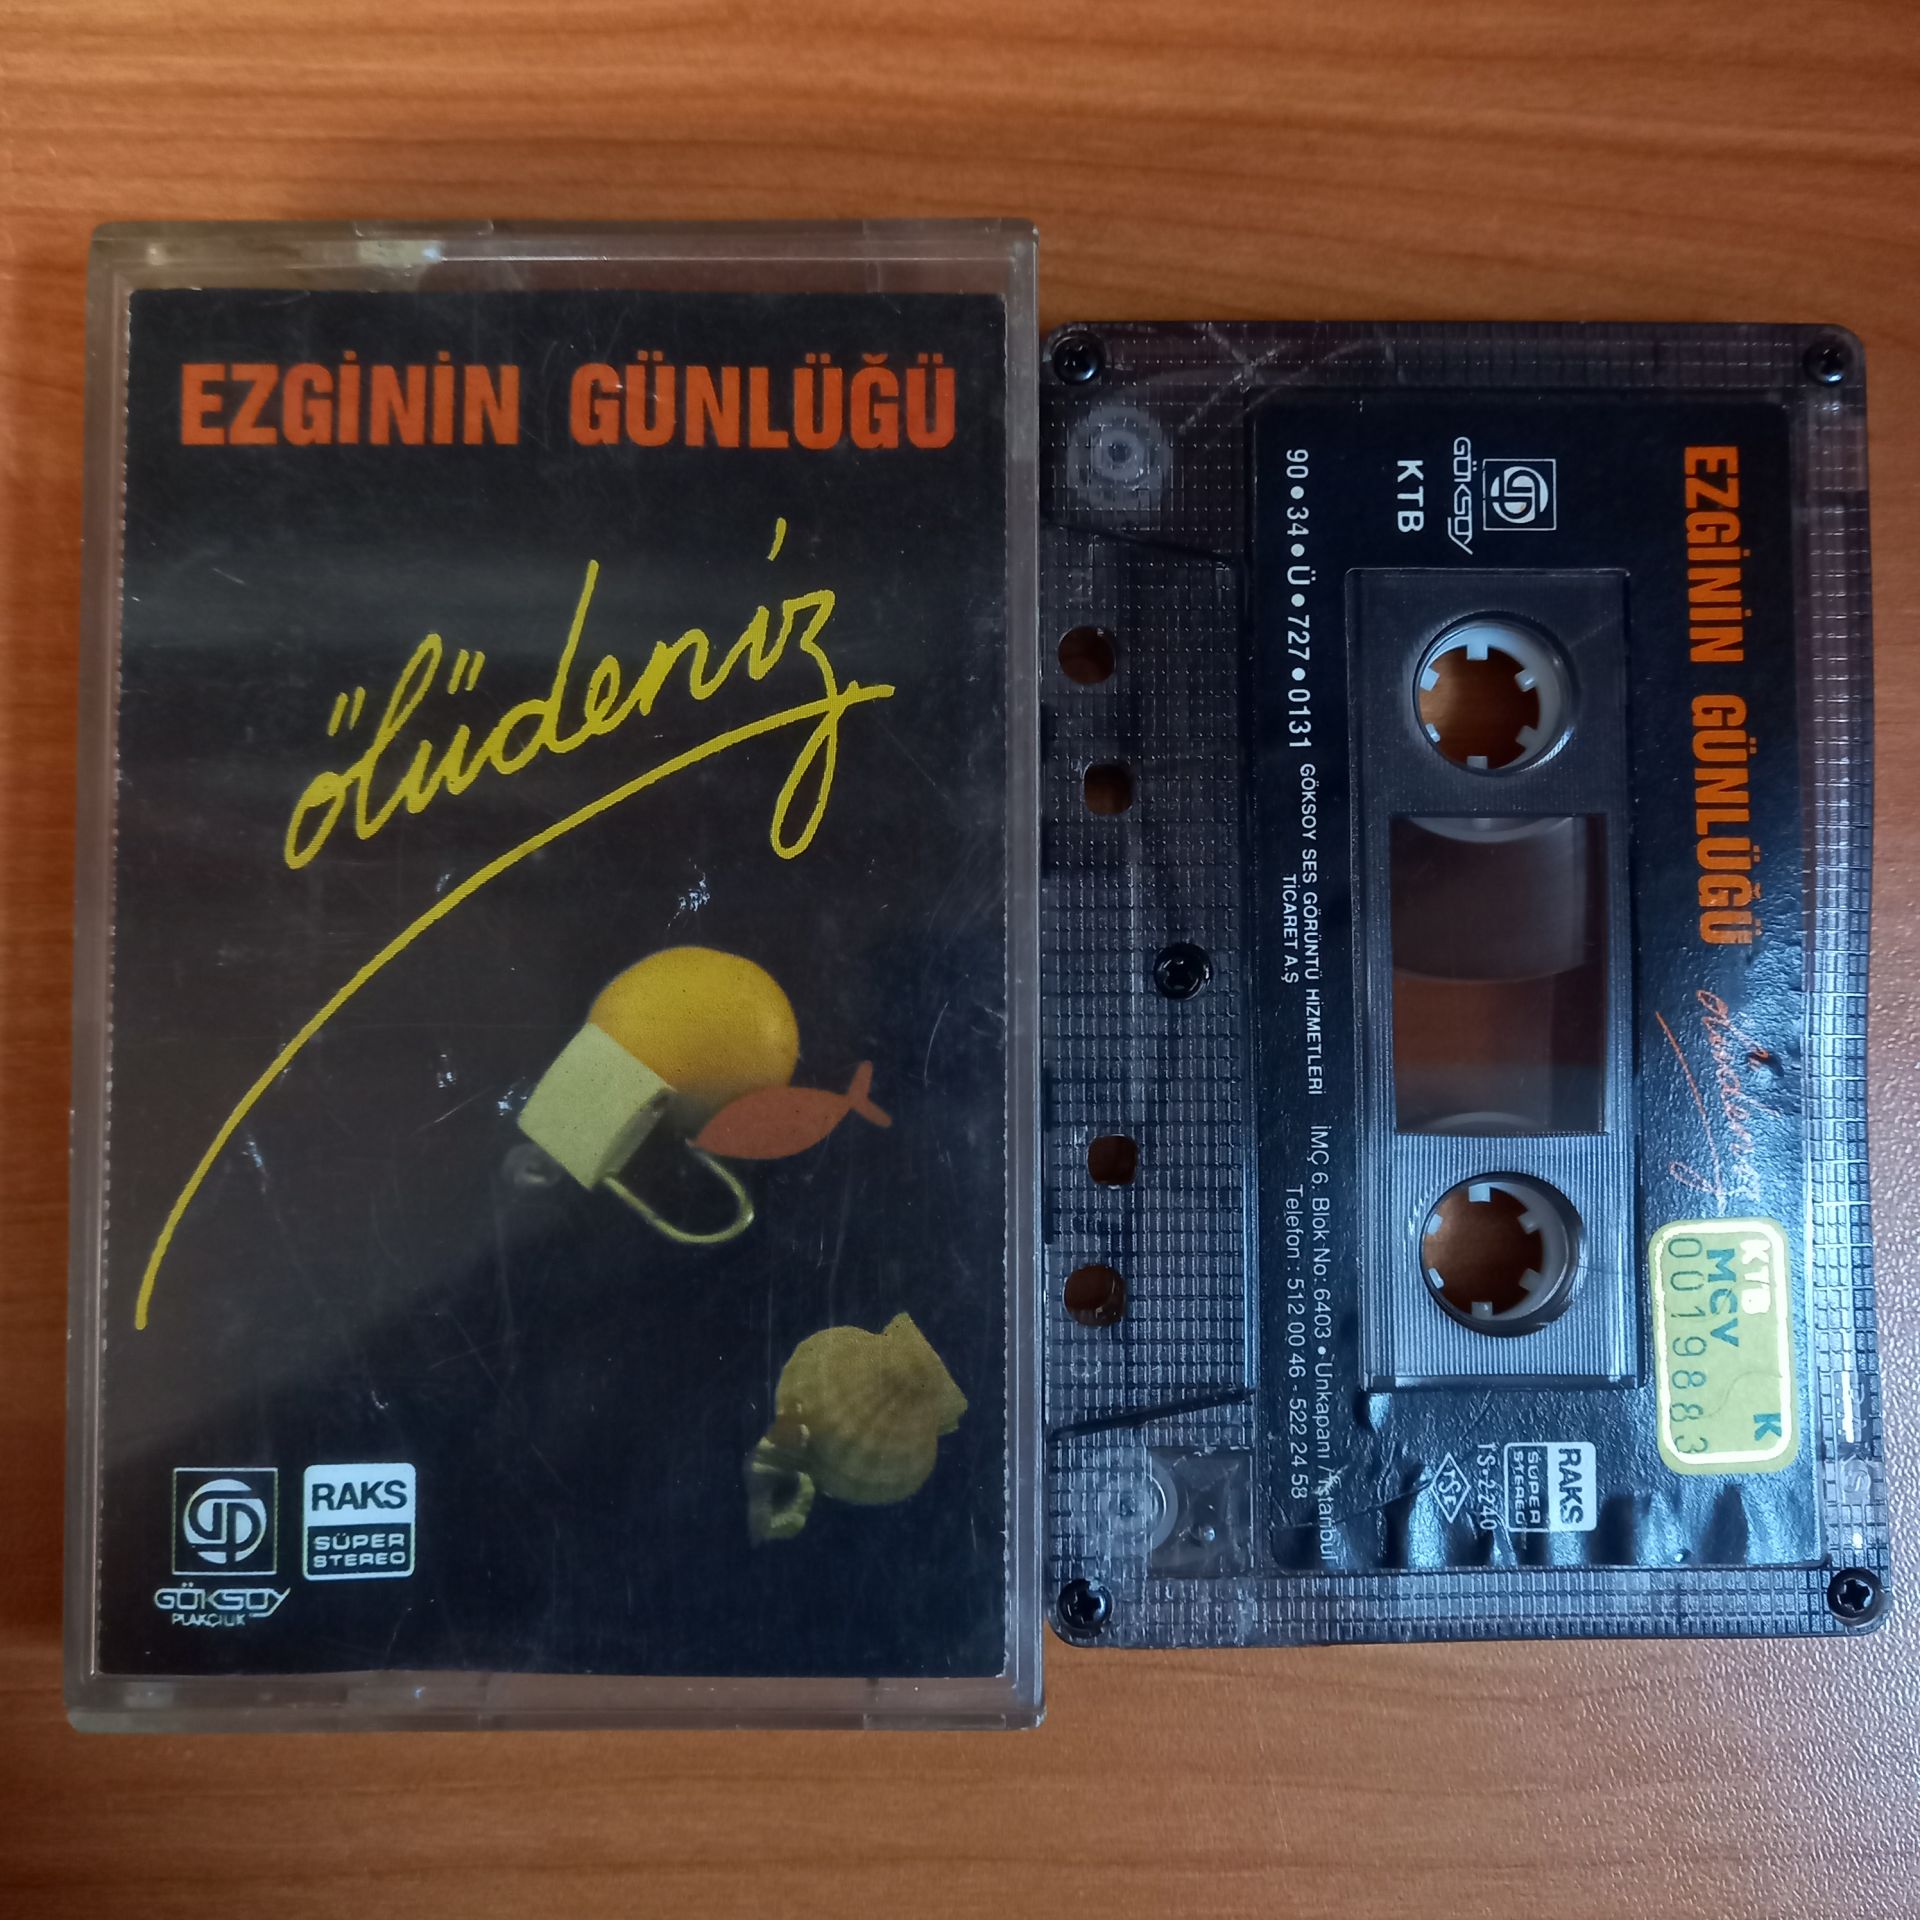 EZGİNİN GÜNLÜĞÜ
ölüdeniz
GÖKSOY
PLAKÇILIK
RAKS
SÜPER
STEREO
EZGİNİN GÜNLÜĞÜ ölüdeniz
KTB K
MCV
0019883
GÖKSOY
KTB
RAKS
SÜPER
STEREO
TS-2240
TSE
90•34•Ü•727•0131 GÖKSOY SES GÖRÜNTÜ HİZMETLERİ İMÇ 6. Blok No: 6403 • Unkapanı / İstanbul
TİCARET A.Ş Telefon : 512 00 46 - 522 24 58